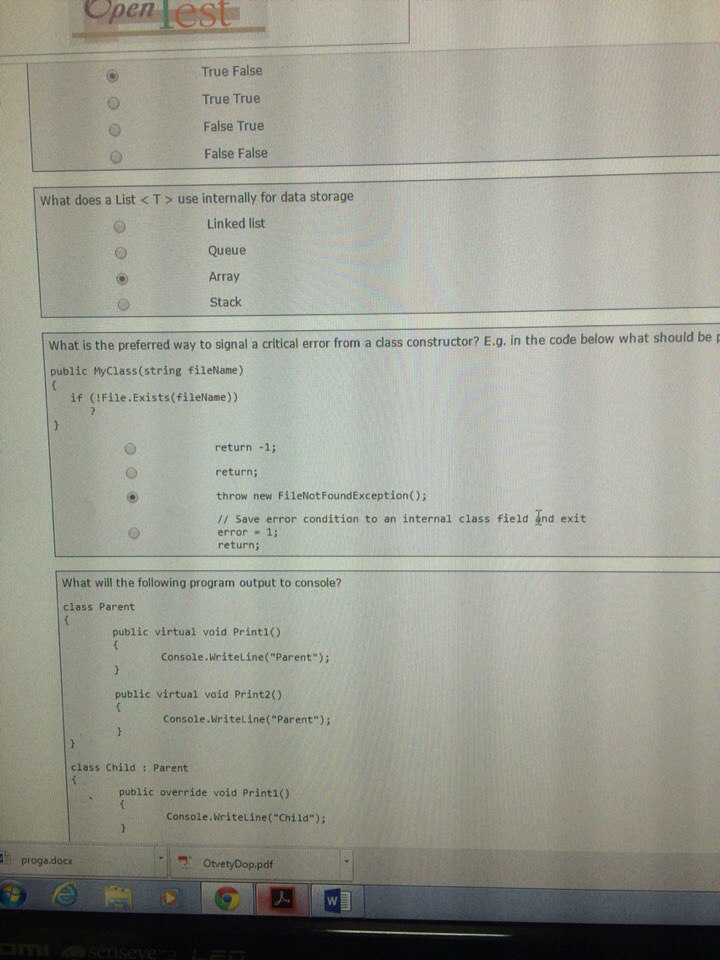 Open Test
True False
True True
False True
False False
What does a List < T > use internally for data storage
Linked list
Queue
Array
Stack
What is the preferred way to signal a critical error from a class constructor? E.g. in the code below what should be
public MyClass(string fileName)
{
if (!File.Exists(fileName))
?
}
return -1;
return;
throw new FileNotFoundException();
// Save error condition to an internal class field and exit
error = 1;
return;
What will the following program output to console?
class Parent
{
public virtual void Print1()
{
Console.WriteLine("Parent");
}
public virtual void Print2()
{
Console.WriteLine("Parent");
}
}
class Child : Parent
{
public override void Print1()
{
Console.WriteLine("Child");
}
proga.docx
OtvetyDop.pdf
W